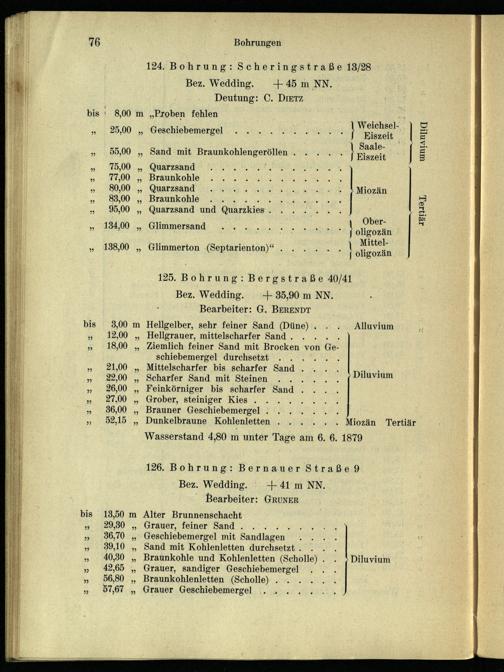 76 Bohrungen
124. Bohrung: Scheringstraße 13/28
Bez. Wedding. + 45 m NN.
Deutung: C. Dietz
bis 8,00 m „Proben fehlen
„ 25,00 „ Geschiebemergel . . . . . . . . . . Weichsel-Eiszeit Diluvium
„ 55,00 „ Sand mit Braunkohlengeröllen . . . . . Saale-Eiszeit
„ 75,00 „ Quarzsand . . . . . . . . . .
„ 77,00 „ Braunkohle . . . . . . . . . .
„ 80,00 „ Quarzsand . . . . . . . . . . Miozän Tertiär
„ 83,00 „ Braunkohle . . . . . . . . . .
„ 95,00 „ Quarzsand und Quarzkies . . . . . . .
„ 134,00 „ Glimmersand . . . . . . . . . Ober-oligozän
„ 138,00 „ Glimmerton (Septarienton)“ . . . . . . Mittel-oligozän
125. Bohrung: Bergstraße 40/41
Bez. Wedding. + 35,90 m NN.
Bearbeiter: G. Berendt
bis 3,00 m Hellgelber, sehr feiner Sand (Düne) . . . Alluvium
„ 12,00 „ Hellgrauer, mittelscharfer Sand . . . . .
„ 18,00 „ Ziemlich feiner Sand mit Brocken von Ge-
schiebemergel durchsetzt . . . . . .
„ 21,00 „ Mittelscharfer bis scharfer Sand . . . .
„ 22,00 „ Scharfer Sand mit Steinen . . . . . . Diluvium
„ 26,00 „ Feinkörniger bis scharfer Sand . . . .
„ 27,00 „ Grober, steiniger Kies . . . . . . . .
„ 36,00 „ Brauner Geschiebemergel . . . . . . .
„ 52,15 „ Dunkelbraune Kohlenletten . . . . . Miozän Tertiär
Wasserstand 4,80 m unter Tage am 6. 6. 1879
126. Bohrung: Bernauer Straße 9
Bez. Wedding. + 41 m NN.
Bearbeiter: Gruner
bis 13,50 m Alter Brunnenschacht
„ 29,30 „ Grauer, feiner Sand . . . . . . . . .
„ 36,70 „ Geschiebemergel mit Sandlagen . . . .
„ 39,10 „ Sand mit Kohlenletten durchsetzt . . . .
„ 40,30 „ Braunkohle und Kohlenletten (Scholle) . . Diluvium
„ 42,65 „ Grauer, sandiger Geschiebemergel . . .
„ 56,80 „ Braunkohlenletten (Scholle) . . . . . .
„ 57,67 „ Grauer Geschiebemergel . . . . . . .